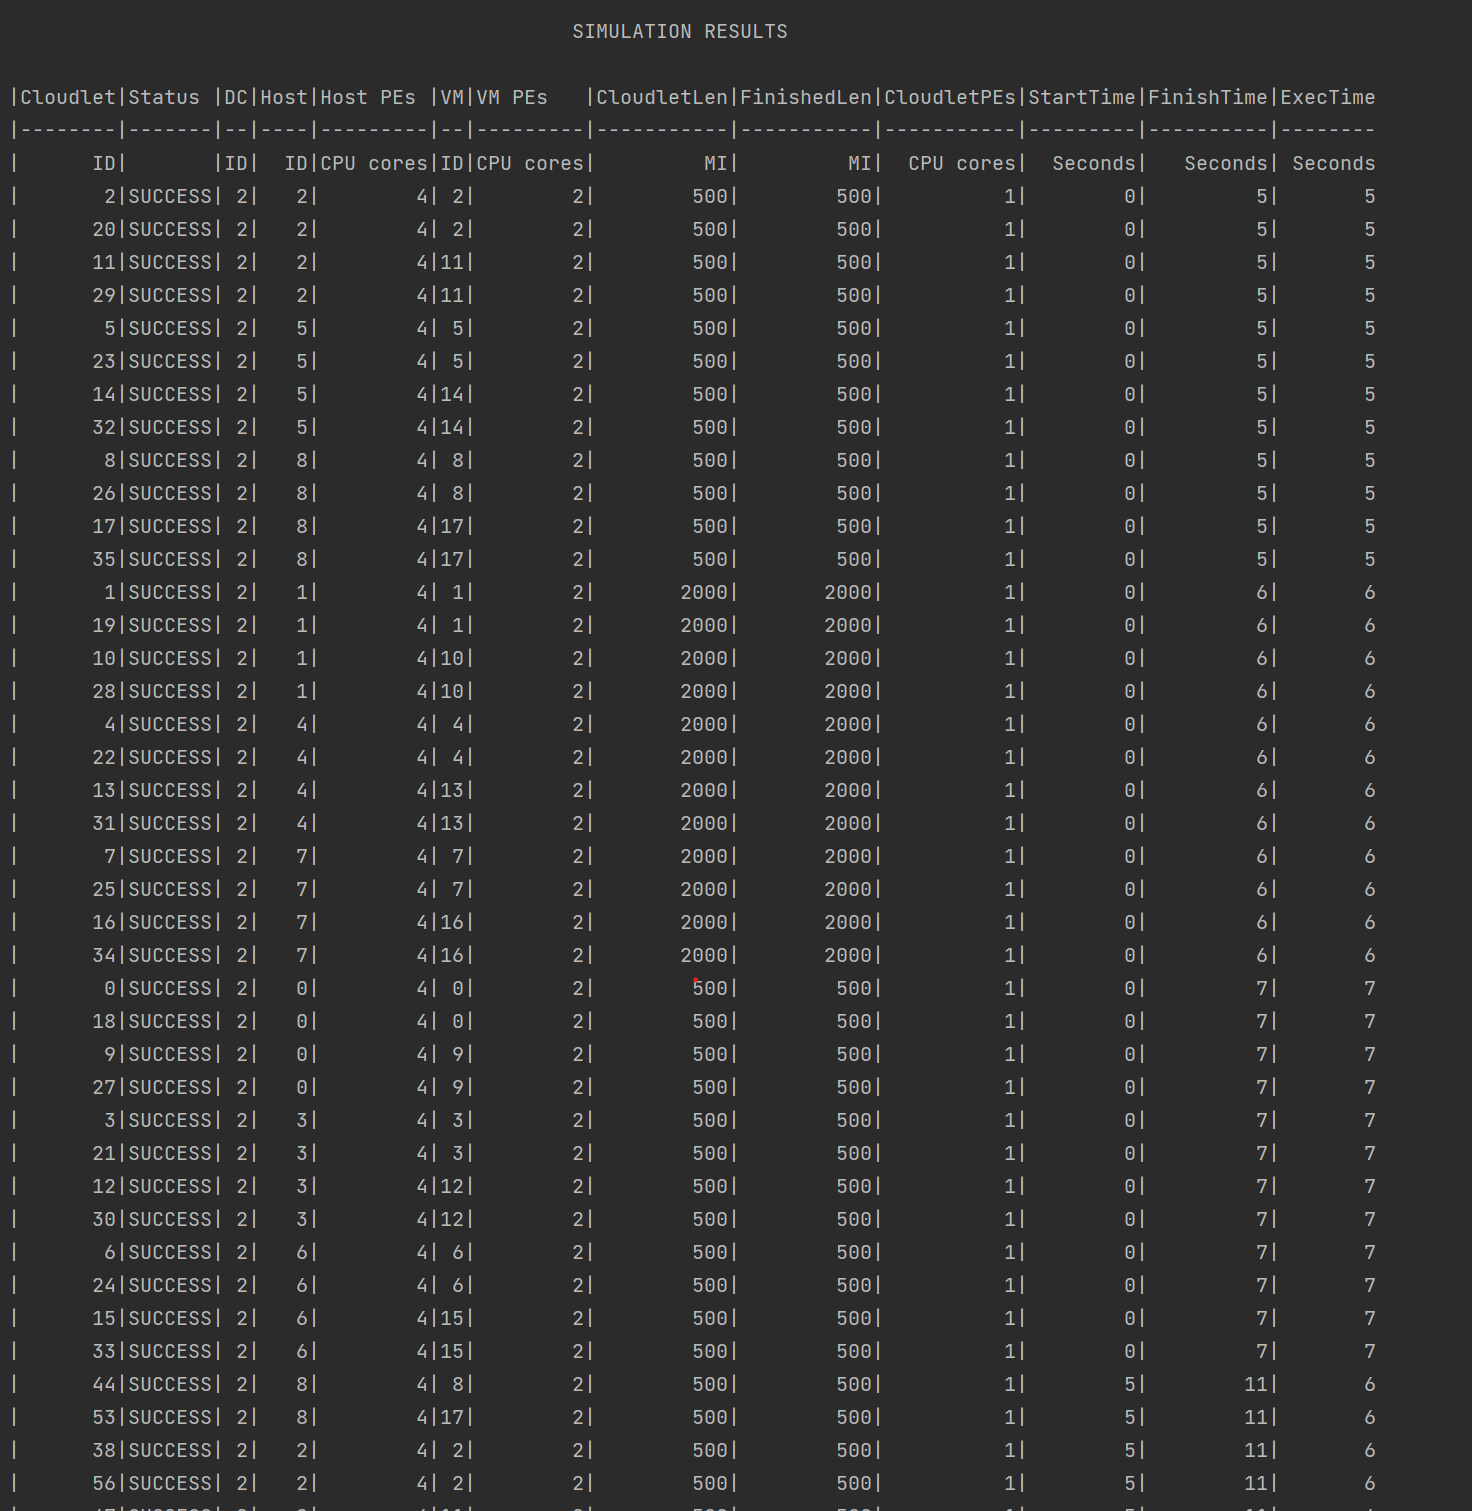 SIMULATION RESULTS
|Cloudlet|Status |DC|Host|Host PEs |VM|VM PEs   |CloudletLen|FinishedLen|CloudletPEs|StartTime|FinishTime|ExecTime
|--------|-------|--|----|---------|--|---------|-----------|-----------|-----------|---------|----------|--------
|      ID|       |ID|  ID|CPU cores|ID|CPU cores|         MI|         MI|  CPU cores|  Seconds|   Seconds| Seconds
|       2|SUCCESS| 2|   2|        4| 2|        2|        500|        500|          1|        0|         5|       5
|      20|SUCCESS| 2|   2|        4| 2|        2|        500|        500|          1|        0|         5|       5
|      11|SUCCESS| 2|   2|        4|11|        2|        500|        500|          1|        0|         5|       5
|      29|SUCCESS| 2|   2|        4|11|        2|        500|        500|          1|        0|         5|       5
|       5|SUCCESS| 2|   5|        4| 5|        2|        500|        500|          1|        0|         5|       5
|      23|SUCCESS| 2|   5|        4| 5|        2|        500|        500|          1|        0|         5|       5
|      14|SUCCESS| 2|   5|        4|14|        2|        500|        500|          1|        0|         5|       5
|      32|SUCCESS| 2|   5|        4|14|        2|        500|        500|          1|        0|         5|       5
|       8|SUCCESS| 2|   8|        4| 8|        2|        500|        500|          1|        0|         5|       5
|      26|SUCCESS| 2|   8|        4| 8|        2|        500|        500|          1|        0|         5|       5
|      17|SUCCESS| 2|   8|        4|17|        2|        500|        500|          1|        0|         5|       5
|      35|SUCCESS| 2|   8|        4|17|        2|        500|        500|          1|        0|         5|       5
|       1|SUCCESS| 2|   1|        4| 1|        2|       2000|       2000|          1|        0|         6|       6
|      19|SUCCESS| 2|   1|        4| 1|        2|       2000|       2000|          1|        0|         6|       6
|      10|SUCCESS| 2|   1|        4|10|        2|       2000|       2000|          1|        0|         6|       6
|      28|SUCCESS| 2|   1|        4|10|        2|       2000|       2000|          1|        0|         6|       6
|       4|SUCCESS| 2|   4|        4| 4|        2|       2000|       2000|          1|        0|         6|       6
|      22|SUCCESS| 2|   4|        4| 4|        2|       2000|       2000|          1|        0|         6|       6
|      13|SUCCESS| 2|   4|        4|13|        2|       2000|       2000|          1|        0|         6|       6
|      31|SUCCESS| 2|   4|        4|13|        2|       2000|       2000|          1|        0|         6|       6
|       7|SUCCESS| 2|   7|        4| 7|        2|       2000|       2000|          1|        0|         6|       6
|      25|SUCCESS| 2|   7|        4| 7|        2|       2000|       2000|          1|        0|         6|       6
|      16|SUCCESS| 2|   7|        4|16|        2|       2000|       2000|          1|        0|         6|       6
|      34|SUCCESS| 2|   7|        4|16|        2|       2000|       2000|          1|        0|         6|       6
|       0|SUCCESS| 2|   0|        4| 0|        2|        500|        500|          1|        0|         7|       7
|      18|SUCCESS| 2|   0|        4| 0|        2|        500|        500|          1|        0|         7|       7
|       9|SUCCESS| 2|   0|        4| 9|        2|        500|        500|          1|        0|         7|       7
|      27|SUCCESS| 2|   0|        4| 9|        2|        500|        500|          1|        0|         7|       7
|       3|SUCCESS| 2|   3|        4| 3|        2|        500|        500|          1|        0|         7|       7
|      21|SUCCESS| 2|   3|        4| 3|        2|        500|        500|          1|        0|         7|       7
|      12|SUCCESS| 2|   3|        4|12|        2|        500|        500|          1|        0|         7|       7
|      30|SUCCESS| 2|   3|        4|12|        2|        500|        500|          1|        0|         7|       7
|       6|SUCCESS| 2|   6|        4| 6|        2|        500|        500|          1|        0|         7|       7
|      24|SUCCESS| 2|   6|        4| 6|        2|        500|        500|          1|        0|         7|       7
|      15|SUCCESS| 2|   6|        4|15|        2|        500|        500|          1|        0|         7|       7
|      33|SUCCESS| 2|   6|        4|15|        2|        500|        500|          1|        0|         7|       7
|      44|SUCCESS| 2|   8|        4| 8|        2|        500|        500|          1|        5|        11|       6
|      53|SUCCESS| 2|   8|        4|17|        2|        500|        500|          1|        5|        11|       6
|      38|SUCCESS| 2|   2|        4| 2|        2|        500|        500|          1|        5|        11|       6
|      56|SUCCESS| 2|   2|        4| 2|        2|        500|        500|          1|        5|        11|       6